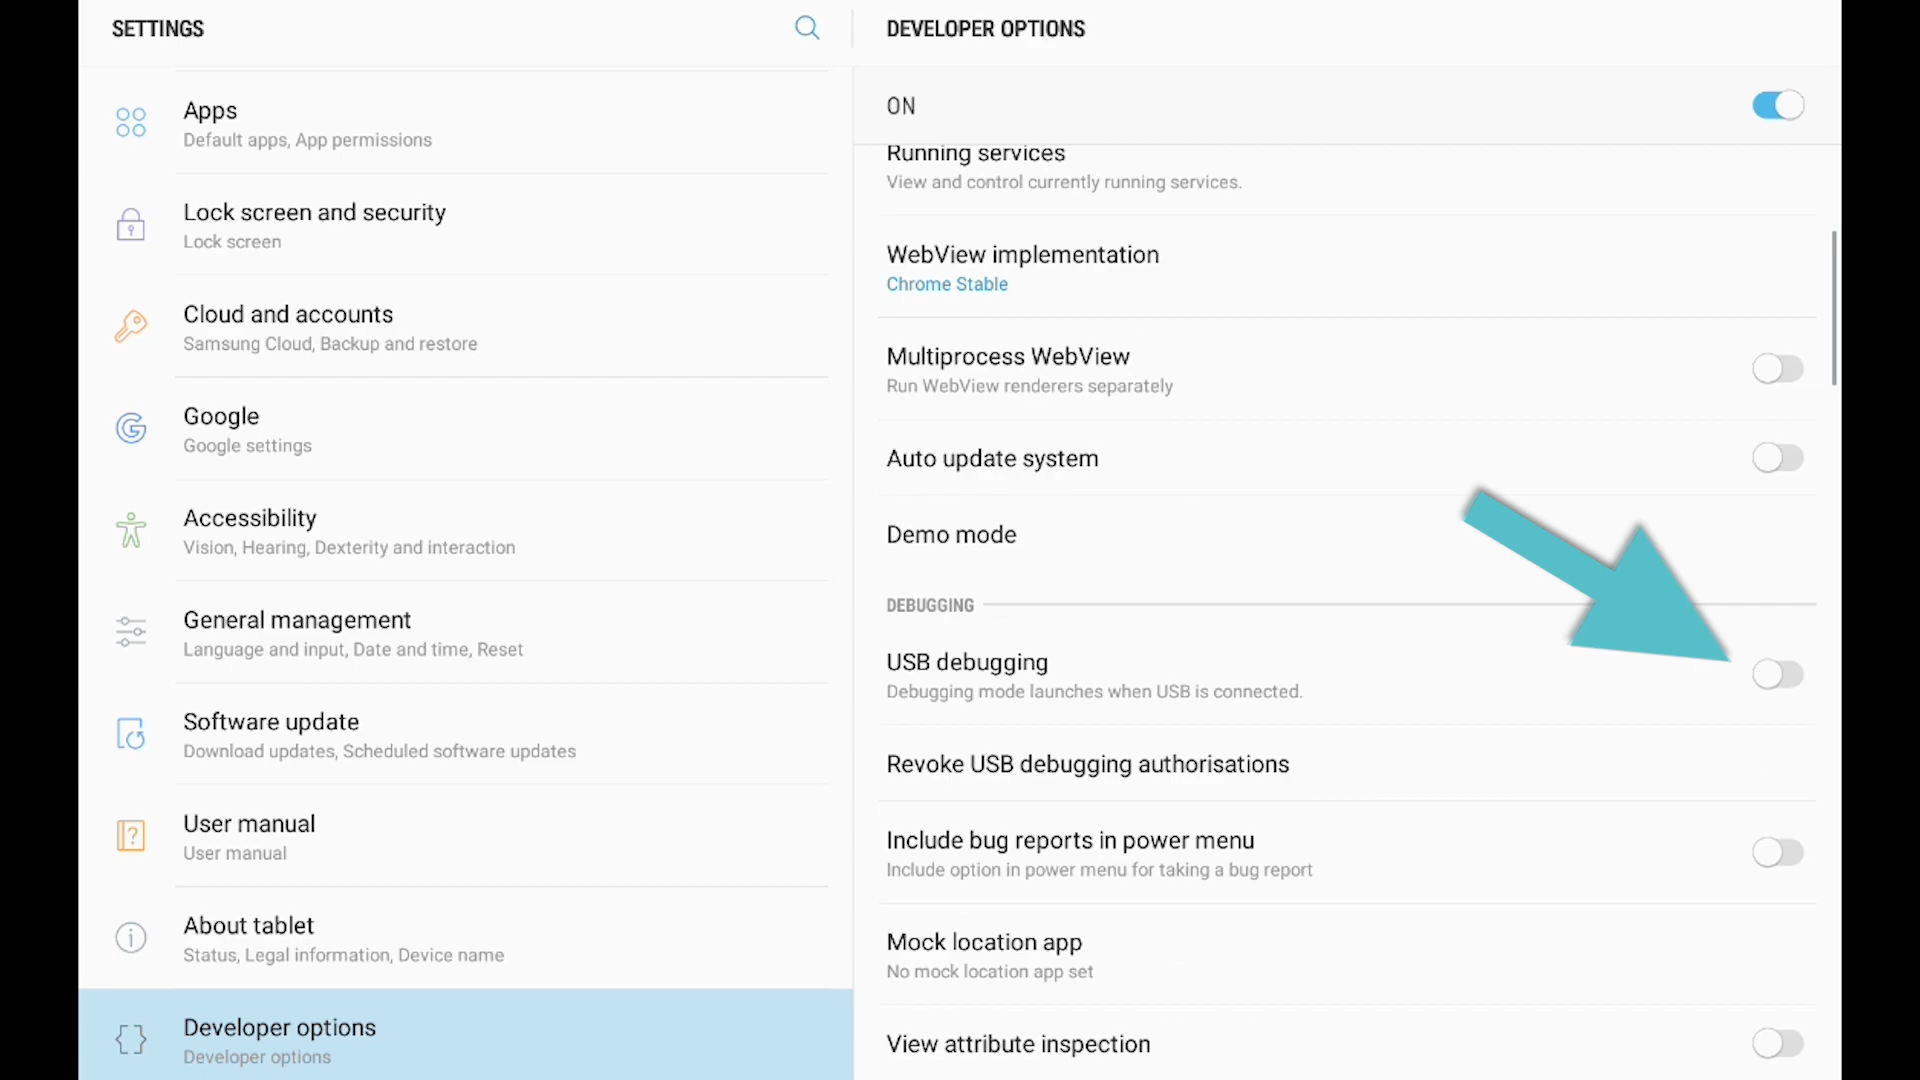 SETTINGS
Apps
Default apps, App permissions
Lock screen and security
Lock screen
Cloud and accounts
Samsung Cloud, Backup and restore
Google
Google settings
Accessibility
Vision, Hearing, Dexterity and interaction
General management
Language and input, Date and time, Reset
Software update
Download updates, Scheduled software updates
User manual
User manual
About tablet
Status, Legal information, Device name
Developer options
Developer options
DEVELOPER OPTIONS
ON
Running services
View and control currently running services.
WebView implementation
Chrome Stable
Multiprocess WebView
Run WebView renderers separately
Auto update system
Demo mode
DEBUGGING
USB debugging
Debugging mode launches when USB is connected.
Revoke USB debugging authorisations
Include bug reports in power menu
Include option in power menu for taking a bug report
Mock location app
No mock location app set
View attribute inspection